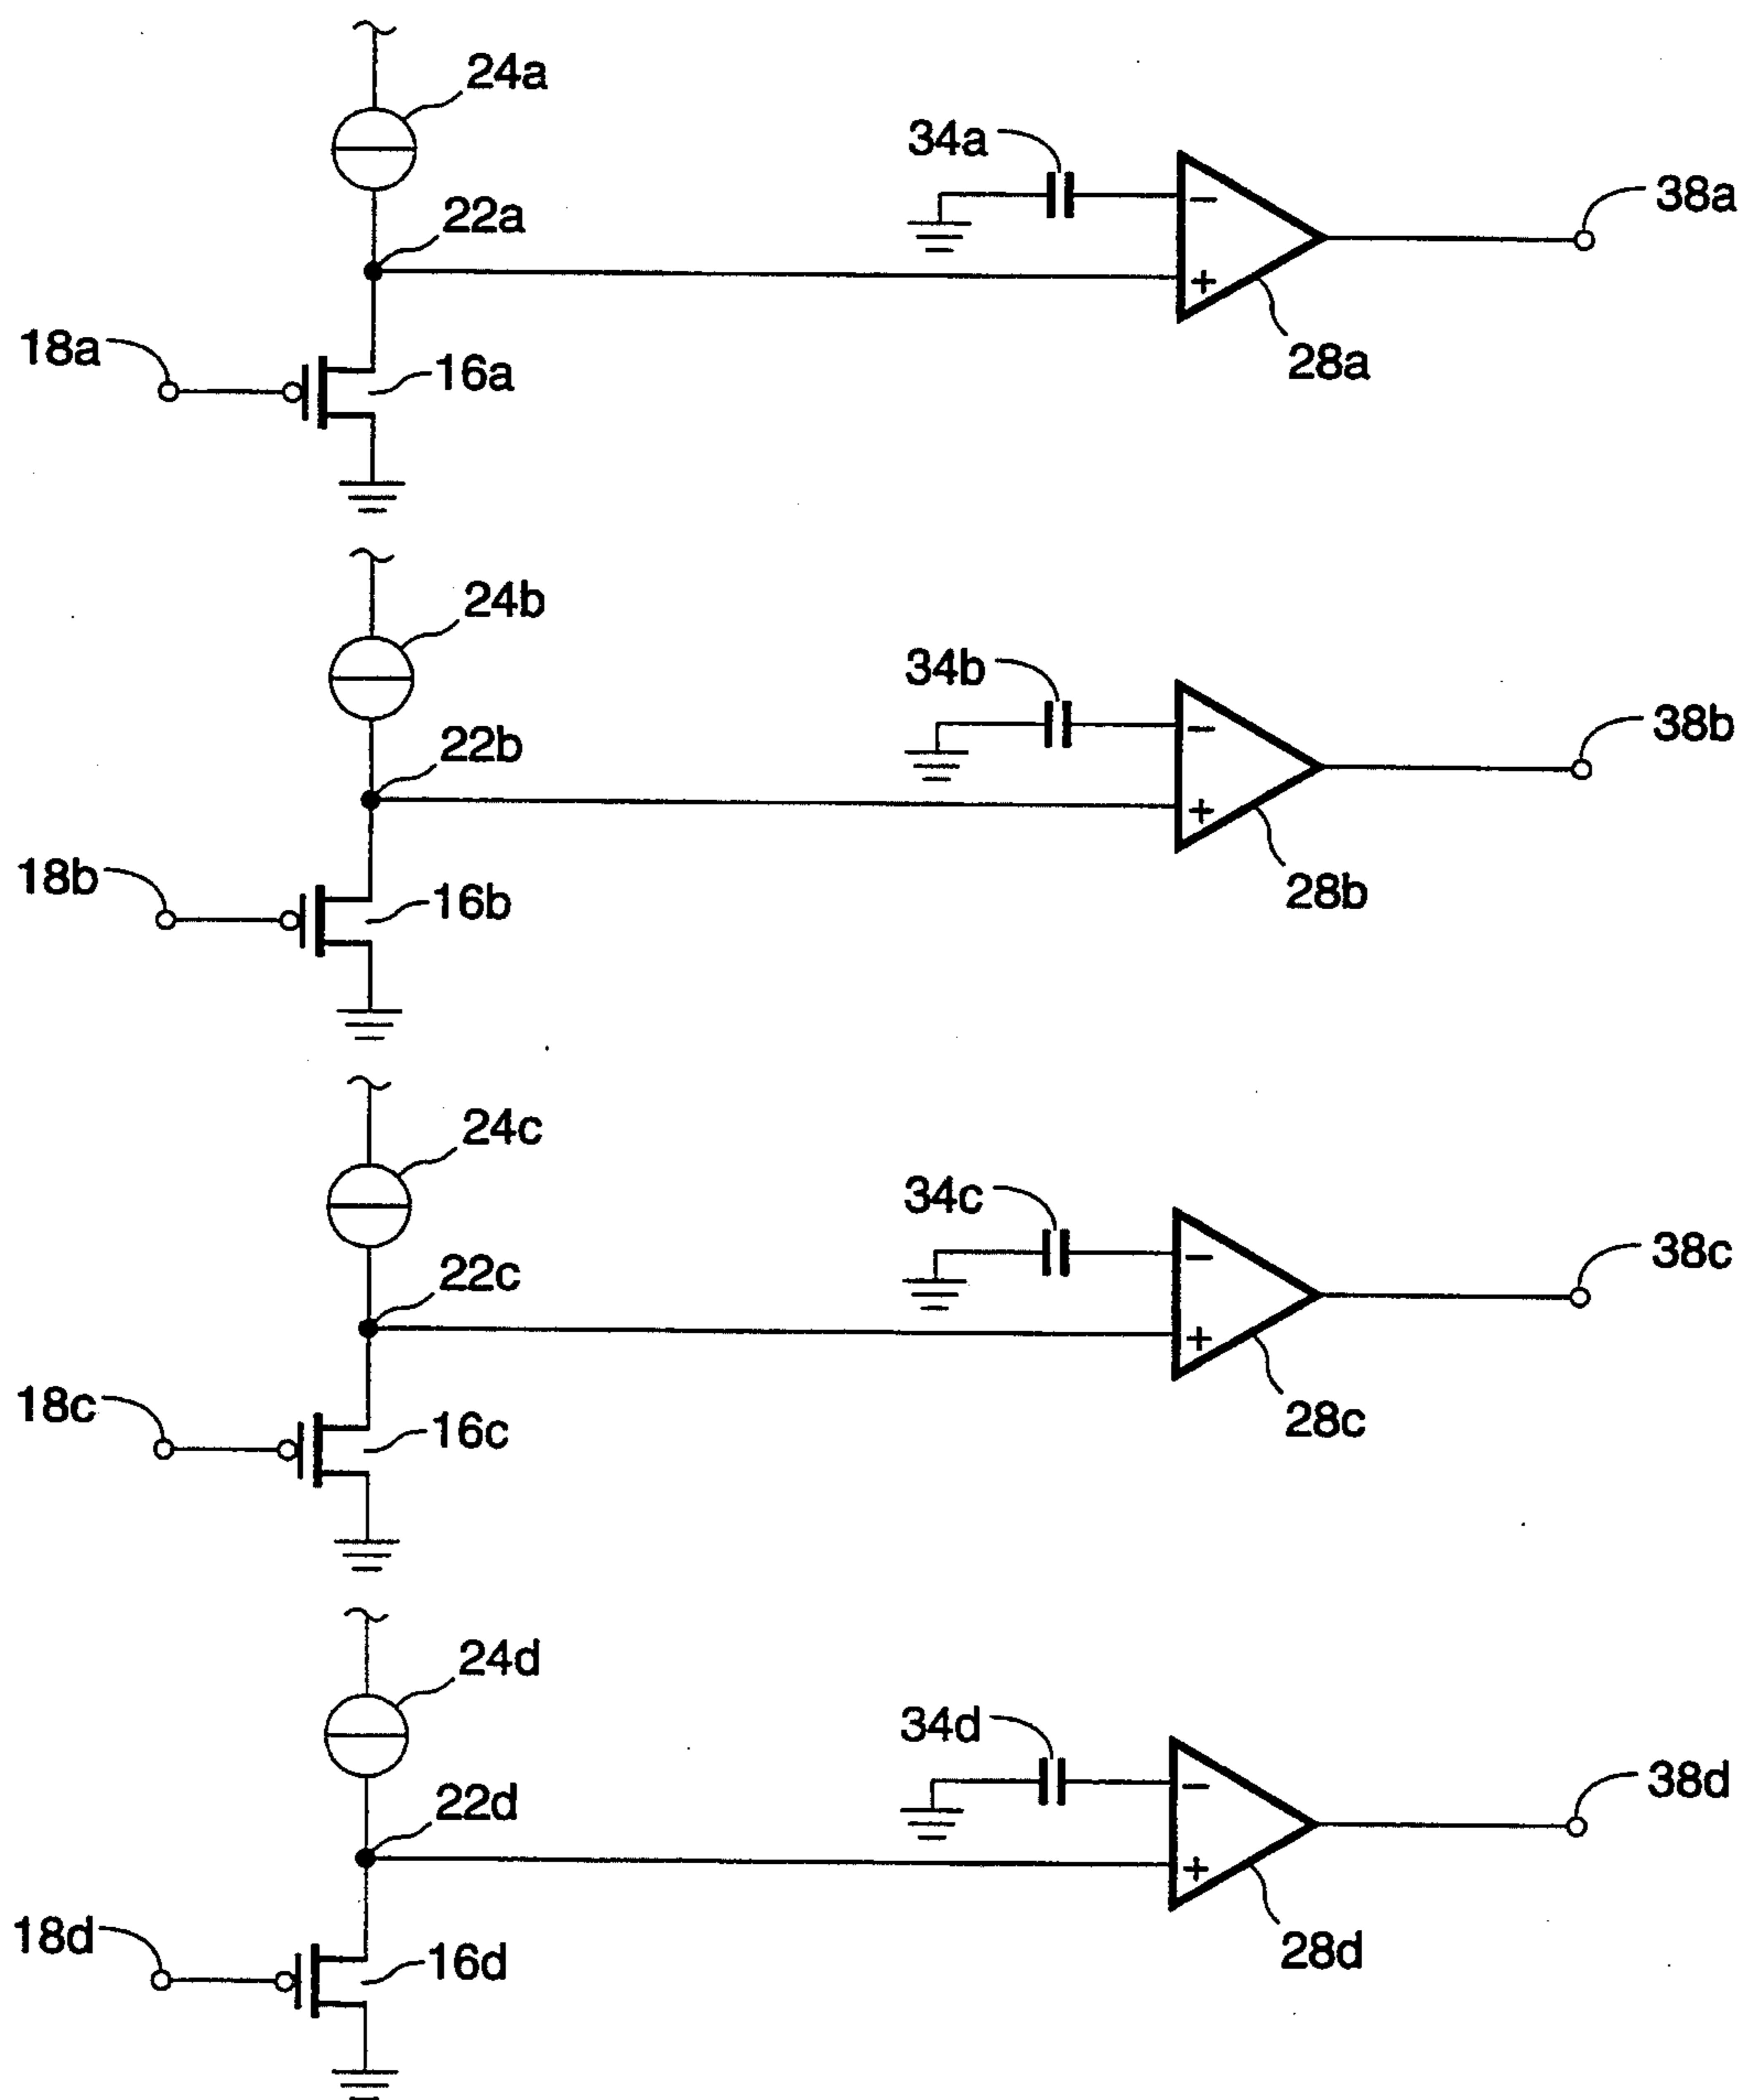 24a
34a
38a
22a
−
+
18a
16a
28a
24b
34b
38b
22b
−
+
18b
16b
28b
24c
34c
38c
22c
−
+
18c
16c
28c
24d
34d
38d
22d
−
+
18d
16d
28d